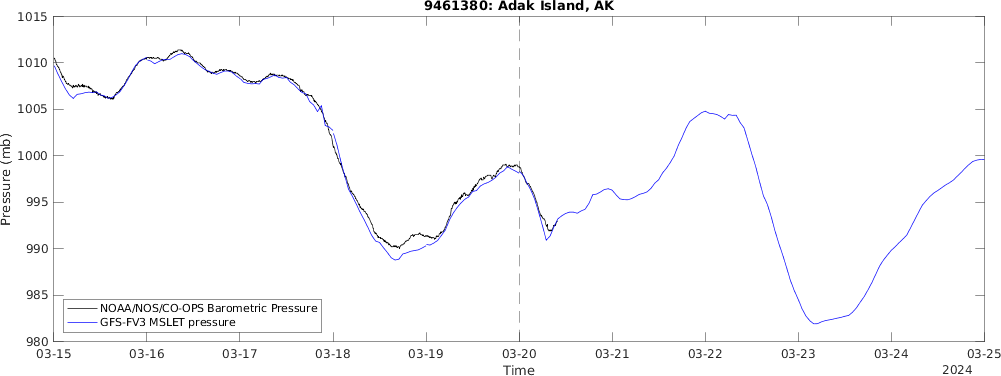 9461380: Adak Island, AK
1015
1010
1005
1000
995
990
985
980
Pressure (mb)
NOAA/NOS/CO-OPS Barometric Pressure
GFS-FV3 MSLET pressure
03-15 03-16 03-17 03-18 03-19 03-20 03-21 03-22 03-23 03-24 03-25
Time
2024